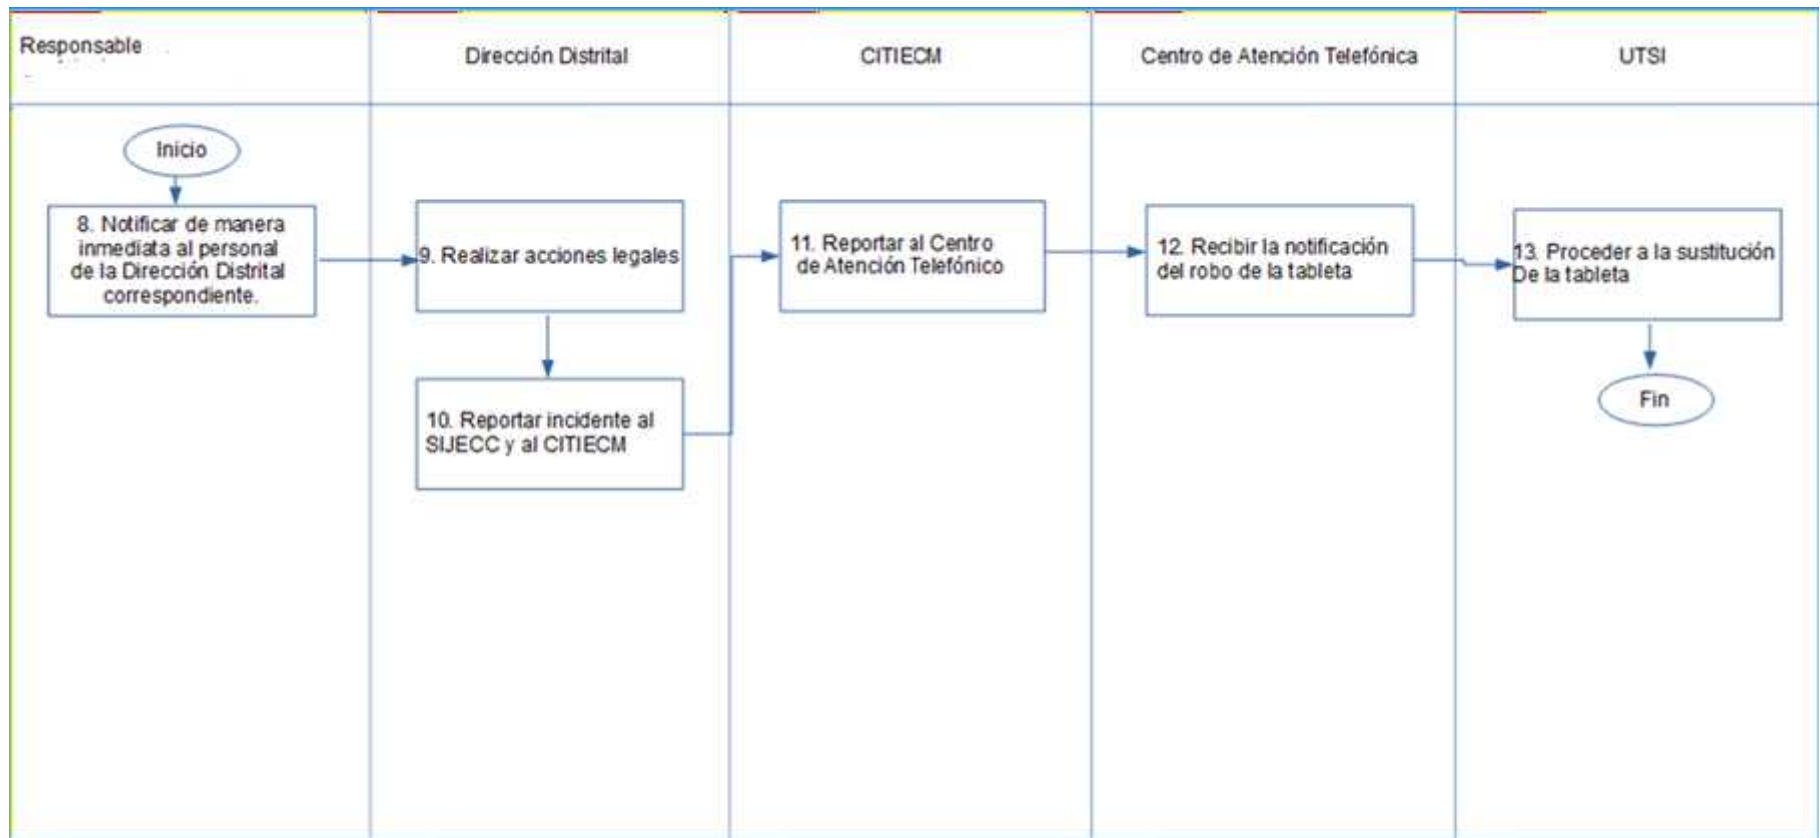 Responsable
Dirección Distrital
CITIECM
Centro de Atención Telefónica
UTSI
Inicio
8. Notificar de manera
inmediata al personal
de la Dirección Distrital
correspondiente.
9. Realizar acciones legales
10. Reportar incidente al
SIJECC y al CITIECM
11. Reportar al Centro
de Atención Telefónico
12. Recibir la notificación
del robo de la tableta
13. Proceder a la sustitución
De la tableta
Fin